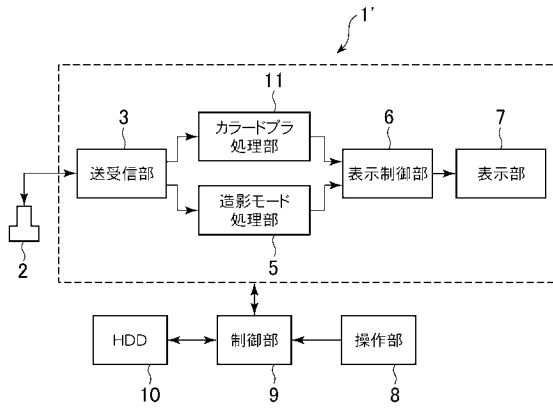 1'
11
カラードプラ
処理部
3
送受信部
6
表示制御部
7
表示部
造影モード
処理部
5
2
HDD
10
制御部
9
操作部
8